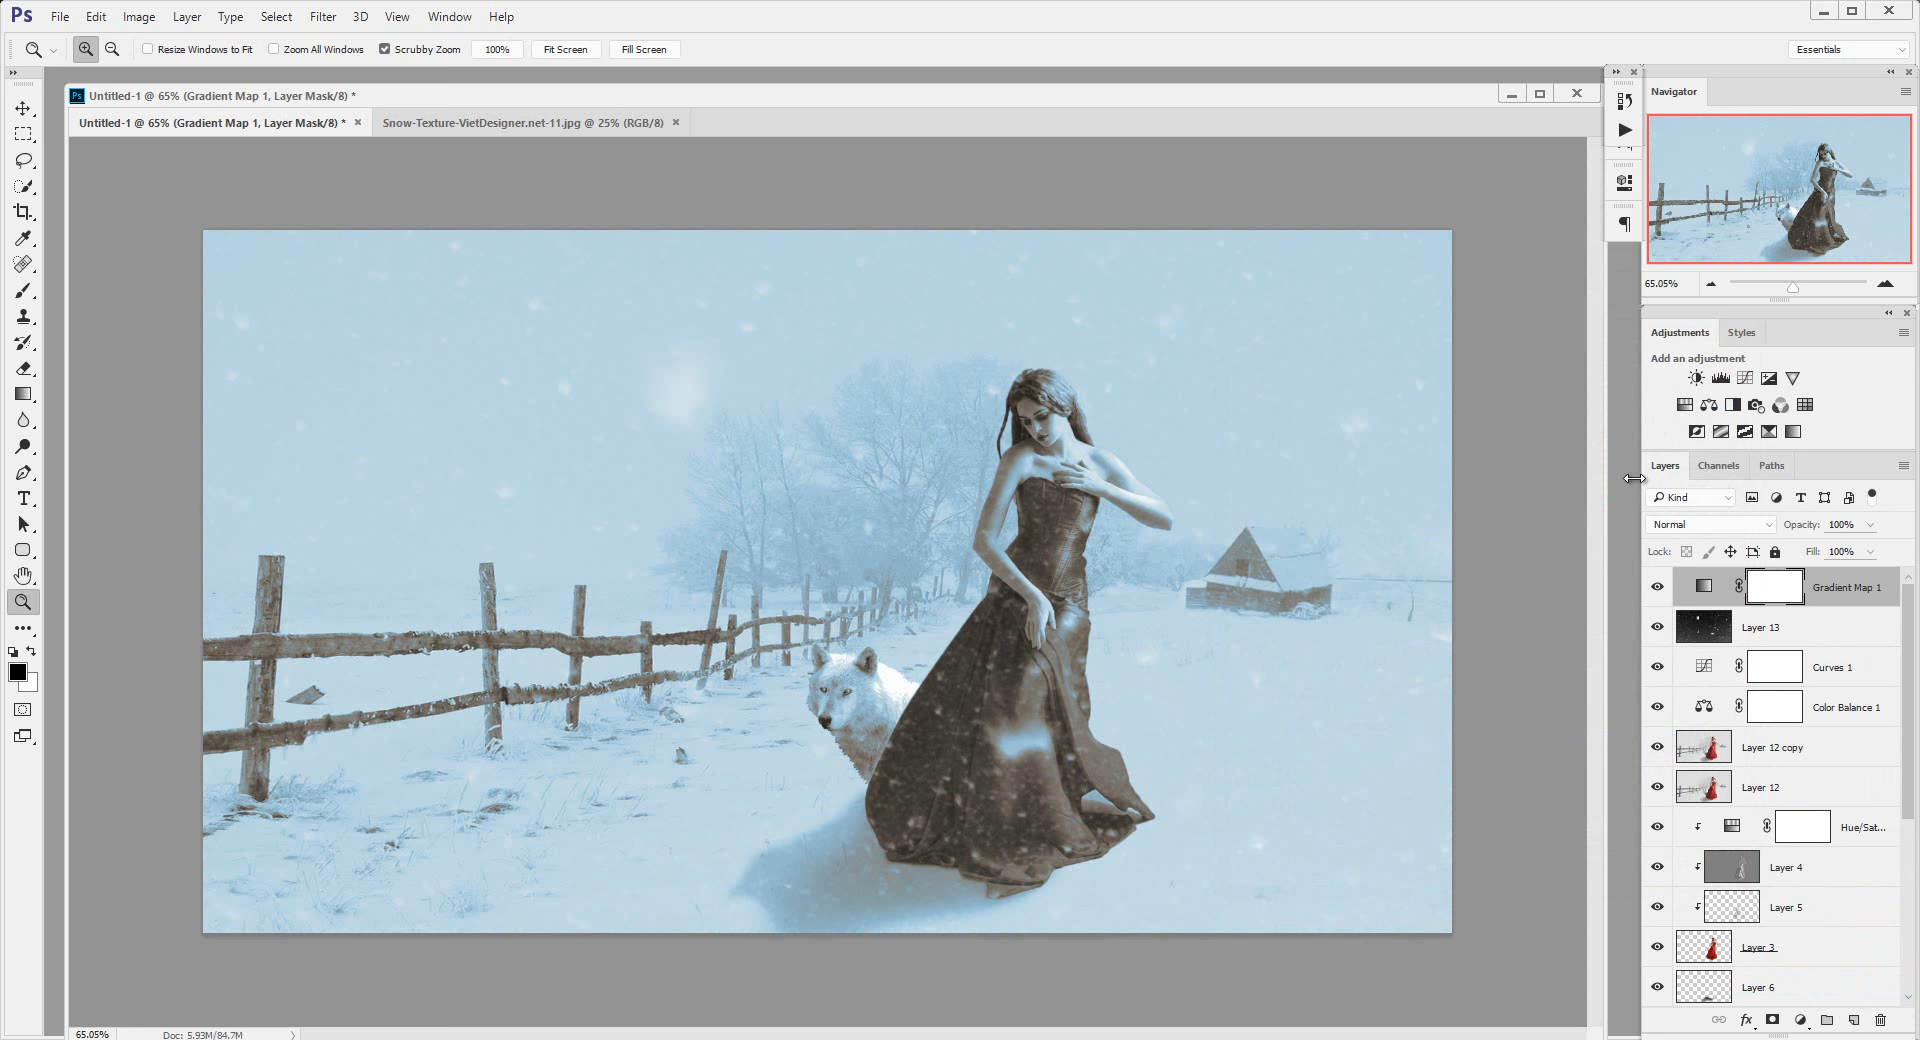 Ps File Edit Image Layer Type Select Filter 3D View Window Help
Resize Windows to Fit Zoom All Windows Scrubby Zoom 100% Fit Screen Fill Screen Essentials
Ps Untitled-1 @ 65% (Gradient Map 1, Layer Mask/8) *
Untitled-1 @ 65% (Gradient Map 1, Layer Mask/8) * × Snow-Texture-VietDesigner.net-11.jpg @ 25% (RGB/8) ×
Navigator
65.05%
Adjustments Styles
Add an adjustment
Layers Channels Paths
Kind
Normal Opacity: 100%
Lock: Fill: 100%
Gradient Map 1
Layer 13
Curves 1
Color Balance 1
Layer 12 copy
Layer 12
Hue/Sat...
Layer 4
Layer 5
Layer 3
Layer 6
fx
65.05% Doc: 5.93M/84.7M